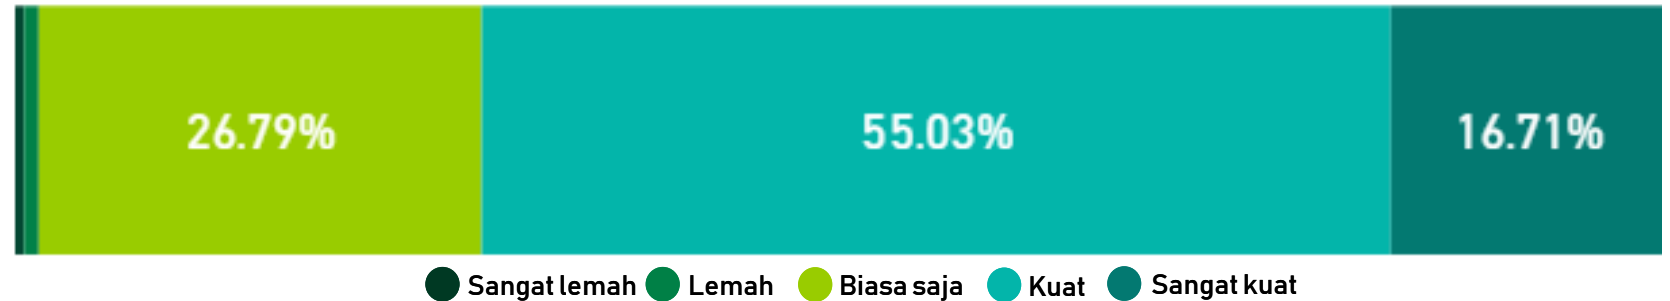 26.79% 55.03% 16.71%
Sangat lemah Lemah Biasa saja Kuat Sangat kuat